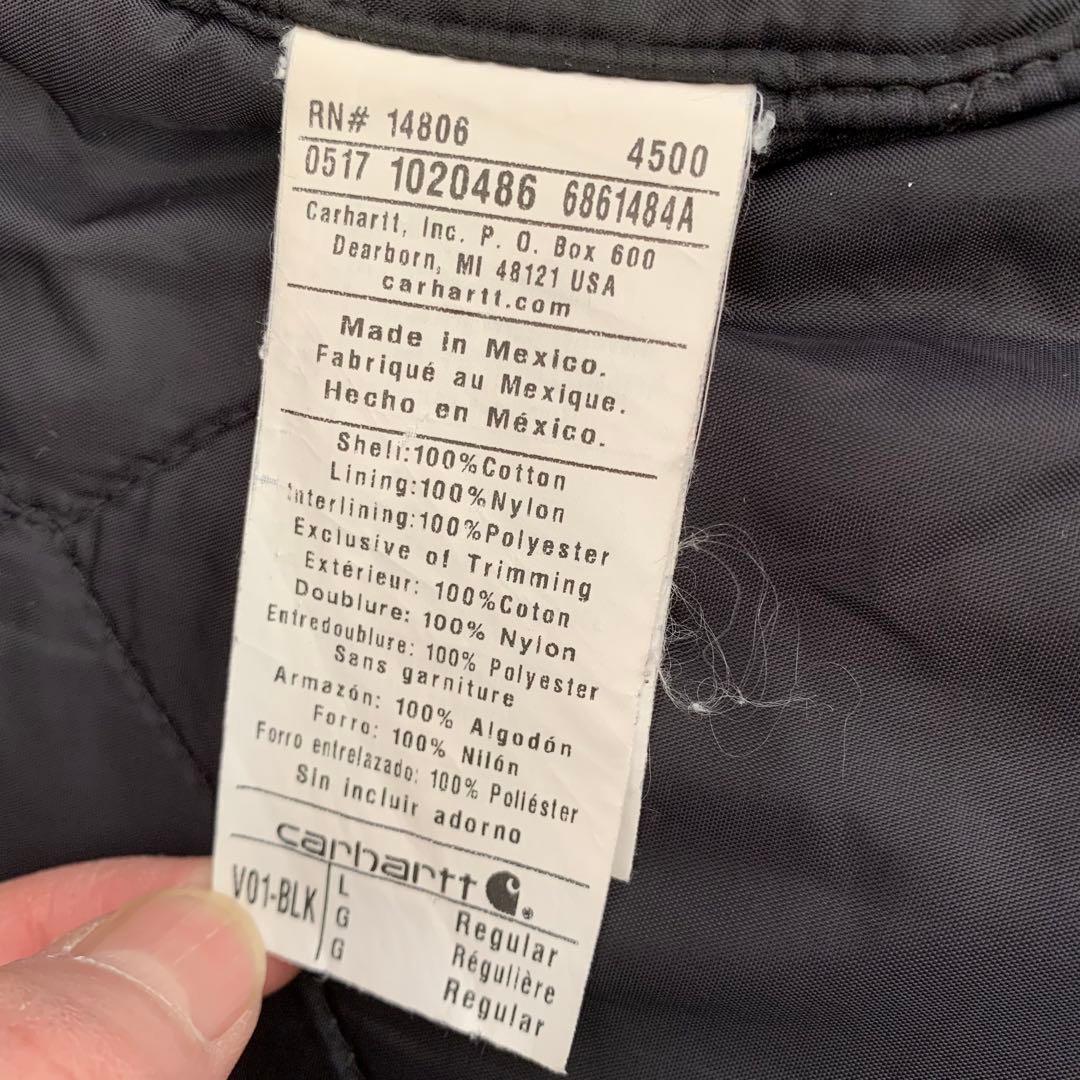 RN# 14806 4500
0517 1020486 6861484A
Carhartt, Inc. P. O. Box 600
Dearborn, MI 48121 USA
carhartt.com
Made in Mexico.
Fabriqué au Mexique.
Hecho en México.
Shell:100%Cotton
Lining:100%Nylon
Interlining:100%Polyester
Exclusive of Trimming
Extérieur: 100%Coton
Doublure: 100% Nylon
Entredoublure: 100% Polyester
Sans garniture
Armazón: 100% Algodón
Forro: 100% Nilón
Forro entrelazado: 100% Poliéster
Sin incluir adorno
carhartt
V01-BLK L Regular
G Régulière
G Regular